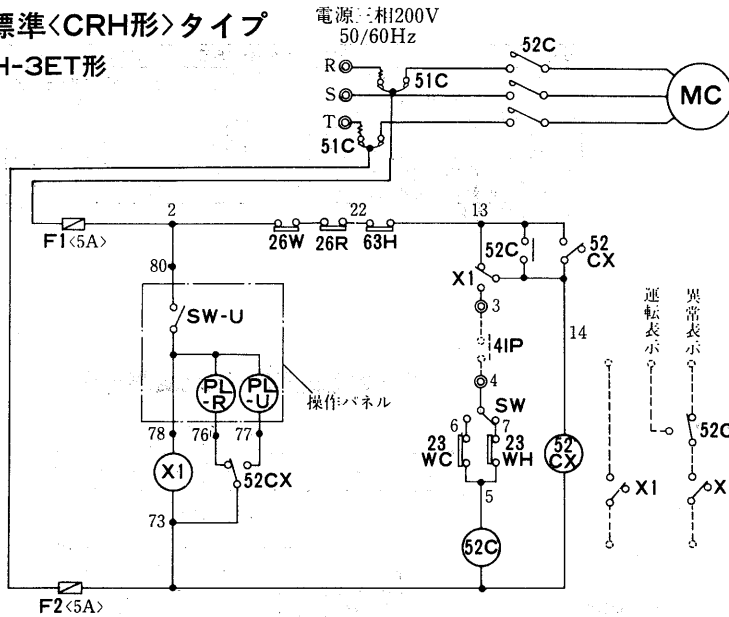 標準〈CRH形〉タイプ
H-3ET形
電源三相200V
50/60Hz
52C
R
51C
S
MC
T
51C
2
22
13
F1〈5A〉
26W
26R
63H
52C
52
CX
80
X1
SW-U
3
14
運転表示
異常表示
41P
PL
-R
PL
-U
操作パネル
4
SW
52C
78
76
77
6
7
23
WC
23
WH
52
CX
X1
52CX
5
X1
X
73
52C
F2〈5A〉